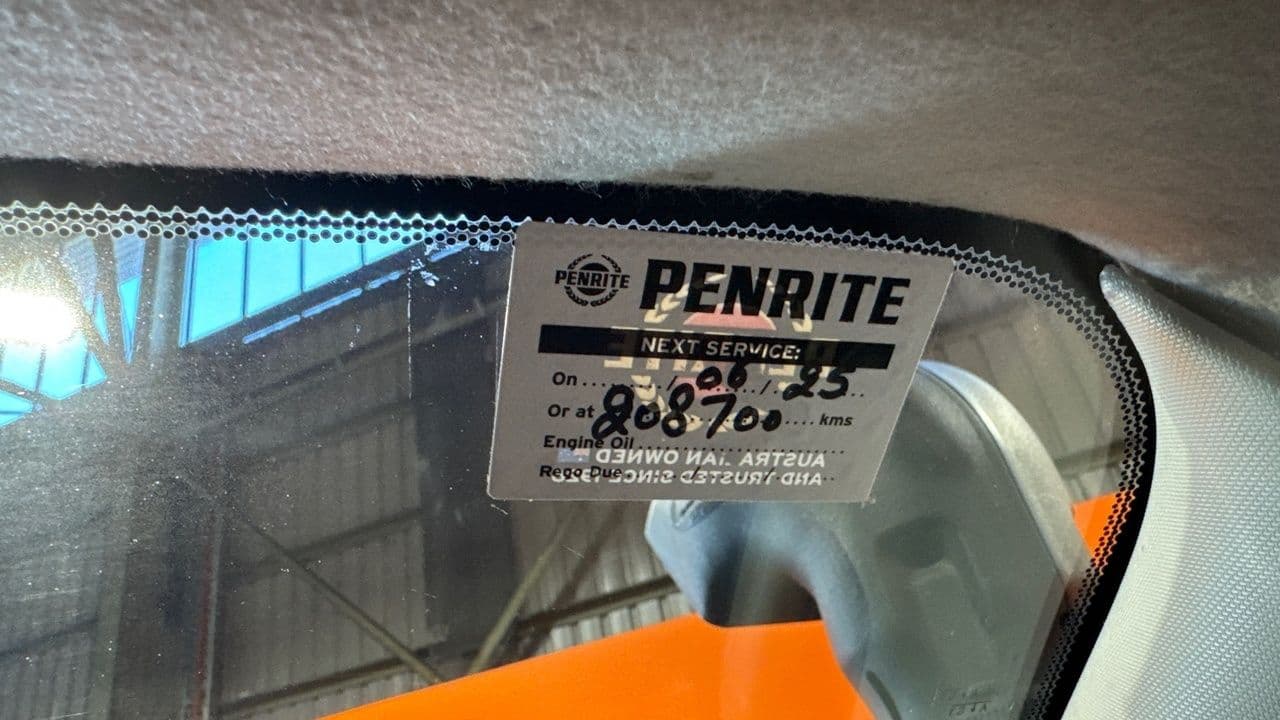 PENRITE PENRITE
NEXT SERVICE:
On ......../06..../.25..
Or at 208700.... kms
Engine Oil..............................
Rego Due........./........./.........
AUSTRALIAN OWNED
AND TRUSTED SINCE